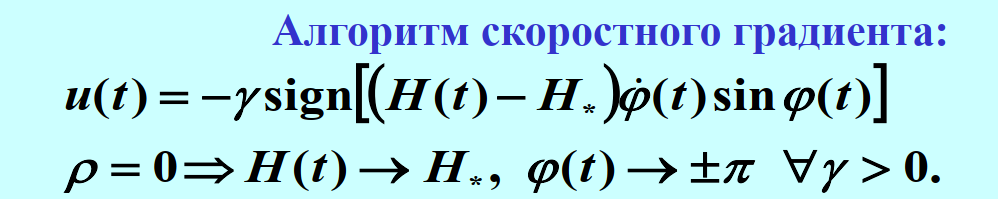 Алгоритм скоростного градиента:
u(t) = −γ sign[(H(t) − H*)φ̇(t) sin φ(t)]
ρ = 0 ⇒ H(t) → H*, φ(t) → ±π ∀γ > 0.